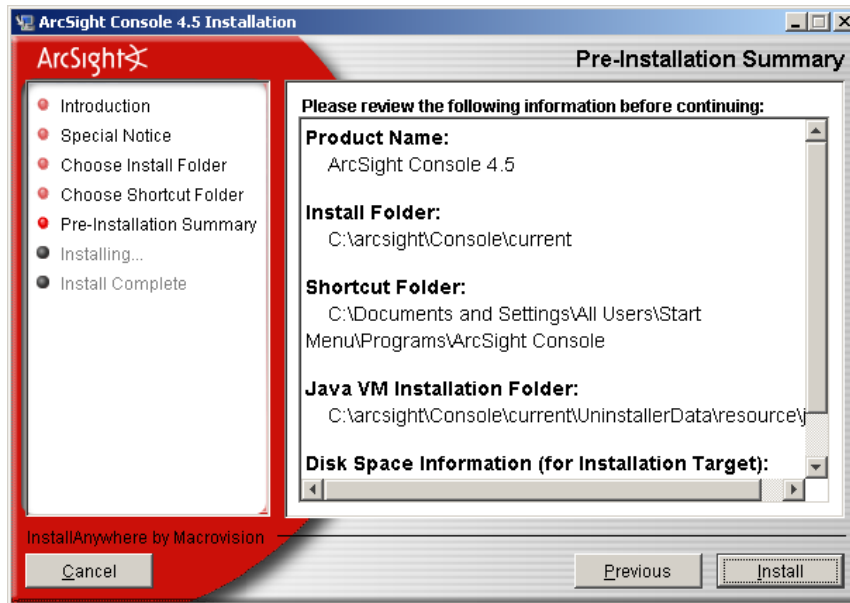 ArcSight Console 4.5 Installation
ArcSight
Pre-Installation Summary
Introduction
Special Notice
Choose Install Folder
Choose Shortcut Folder
Pre-Installation Summary
Installing...
Install Complete
Please review the following information before continuing:
Product Name:
ArcSight Console 4.5
Install Folder:
C:\arcsight\Console\current
Shortcut Folder:
C:\Documents and Settings\All Users\Start
Menu\Programs\ArcSight Console
Java VM Installation Folder:
C:\arcsight\Console\current\UninstallerData\resource\j
Disk Space Information (for Installation Target):
InstallAnywhere by Macrovision
Cancel
Previous
Install